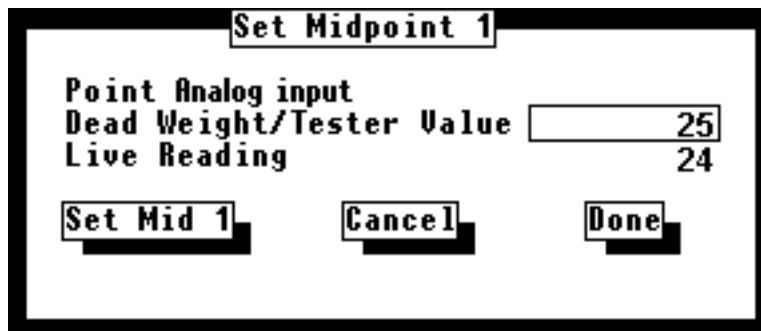 Set Midpoint 1
Point Analog input
Dead Weight/Tester Value 25
Live Reading 24
Set Mid 1 Cancel Done